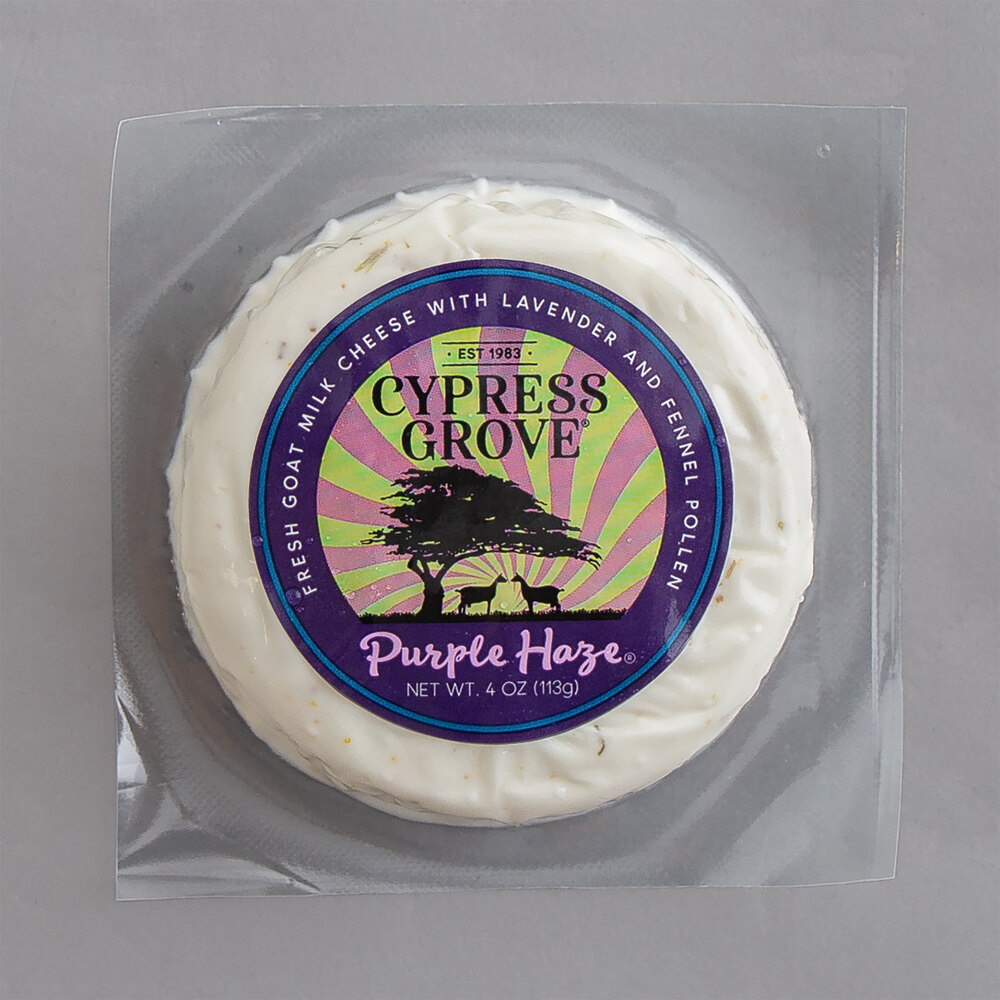 FRESH GOAT MILK CHEESE WITH LAVENDER AND FENNEL POLLEN
· EST 1983 ·
CYPRESS
GROVE®
Purple Haze®
NET WT. 4 OZ (113g)